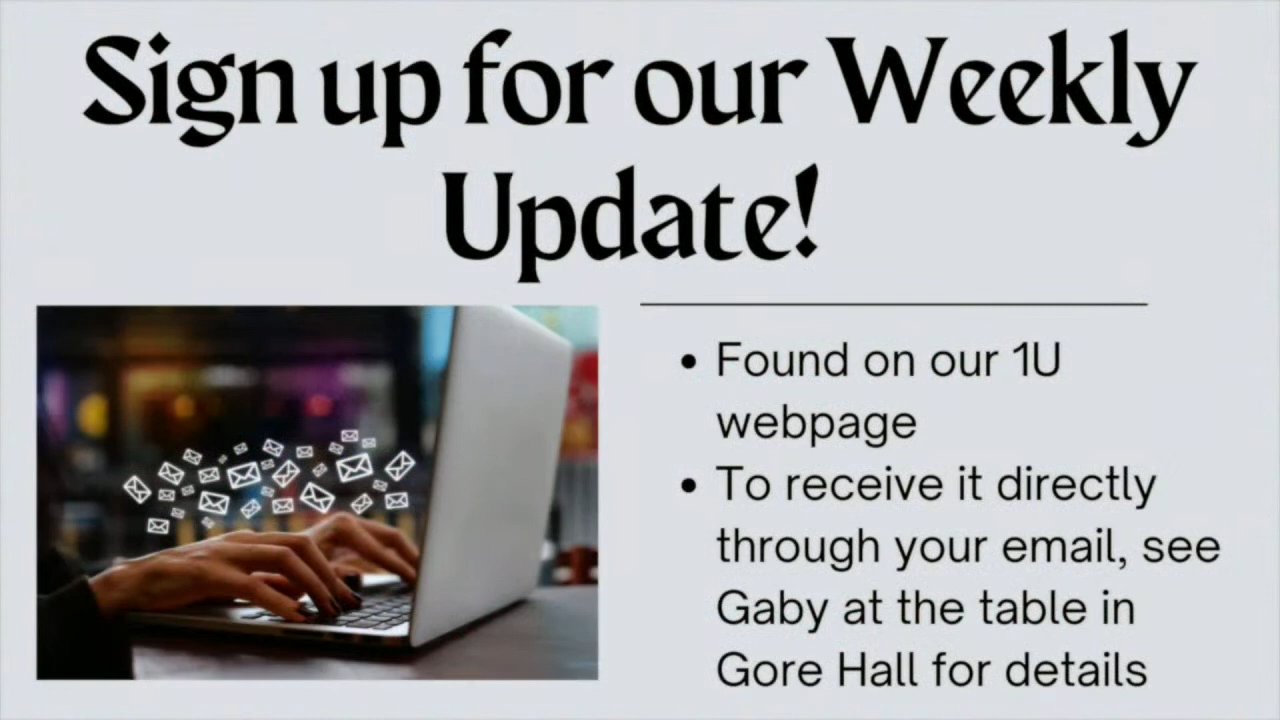 Sign up for our Weekly
Update!
• Found on our 1U
webpage
• To receive it directly
through your email, see
Gaby at the table in
Gore Hall for details